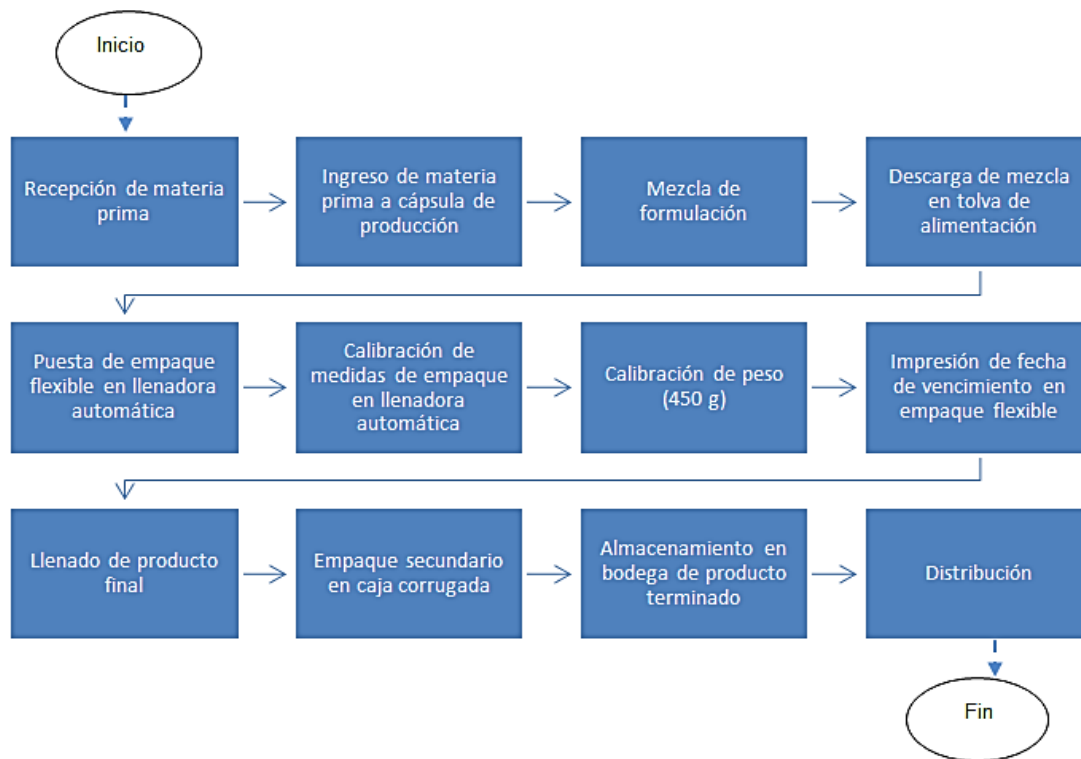 Inicio
Recepción de materia
prima
Ingreso de materia
prima a cápsula de
producción
Mezcla de
formulación
Descarga de mezcla
en tolva de
alimentación
Puesta de empaque
flexible en llenadora
automática
Calibración de
medidas de empaque
en llenadora
automática
Calibración de peso
(450 g)
Impresión de fecha
de vencimiento en
empaque flexible
Llenado de producto
final
Empaque secundario
en caja corrugada
Almacenamiento en
bodega de producto
terminado
Distribución
Fin